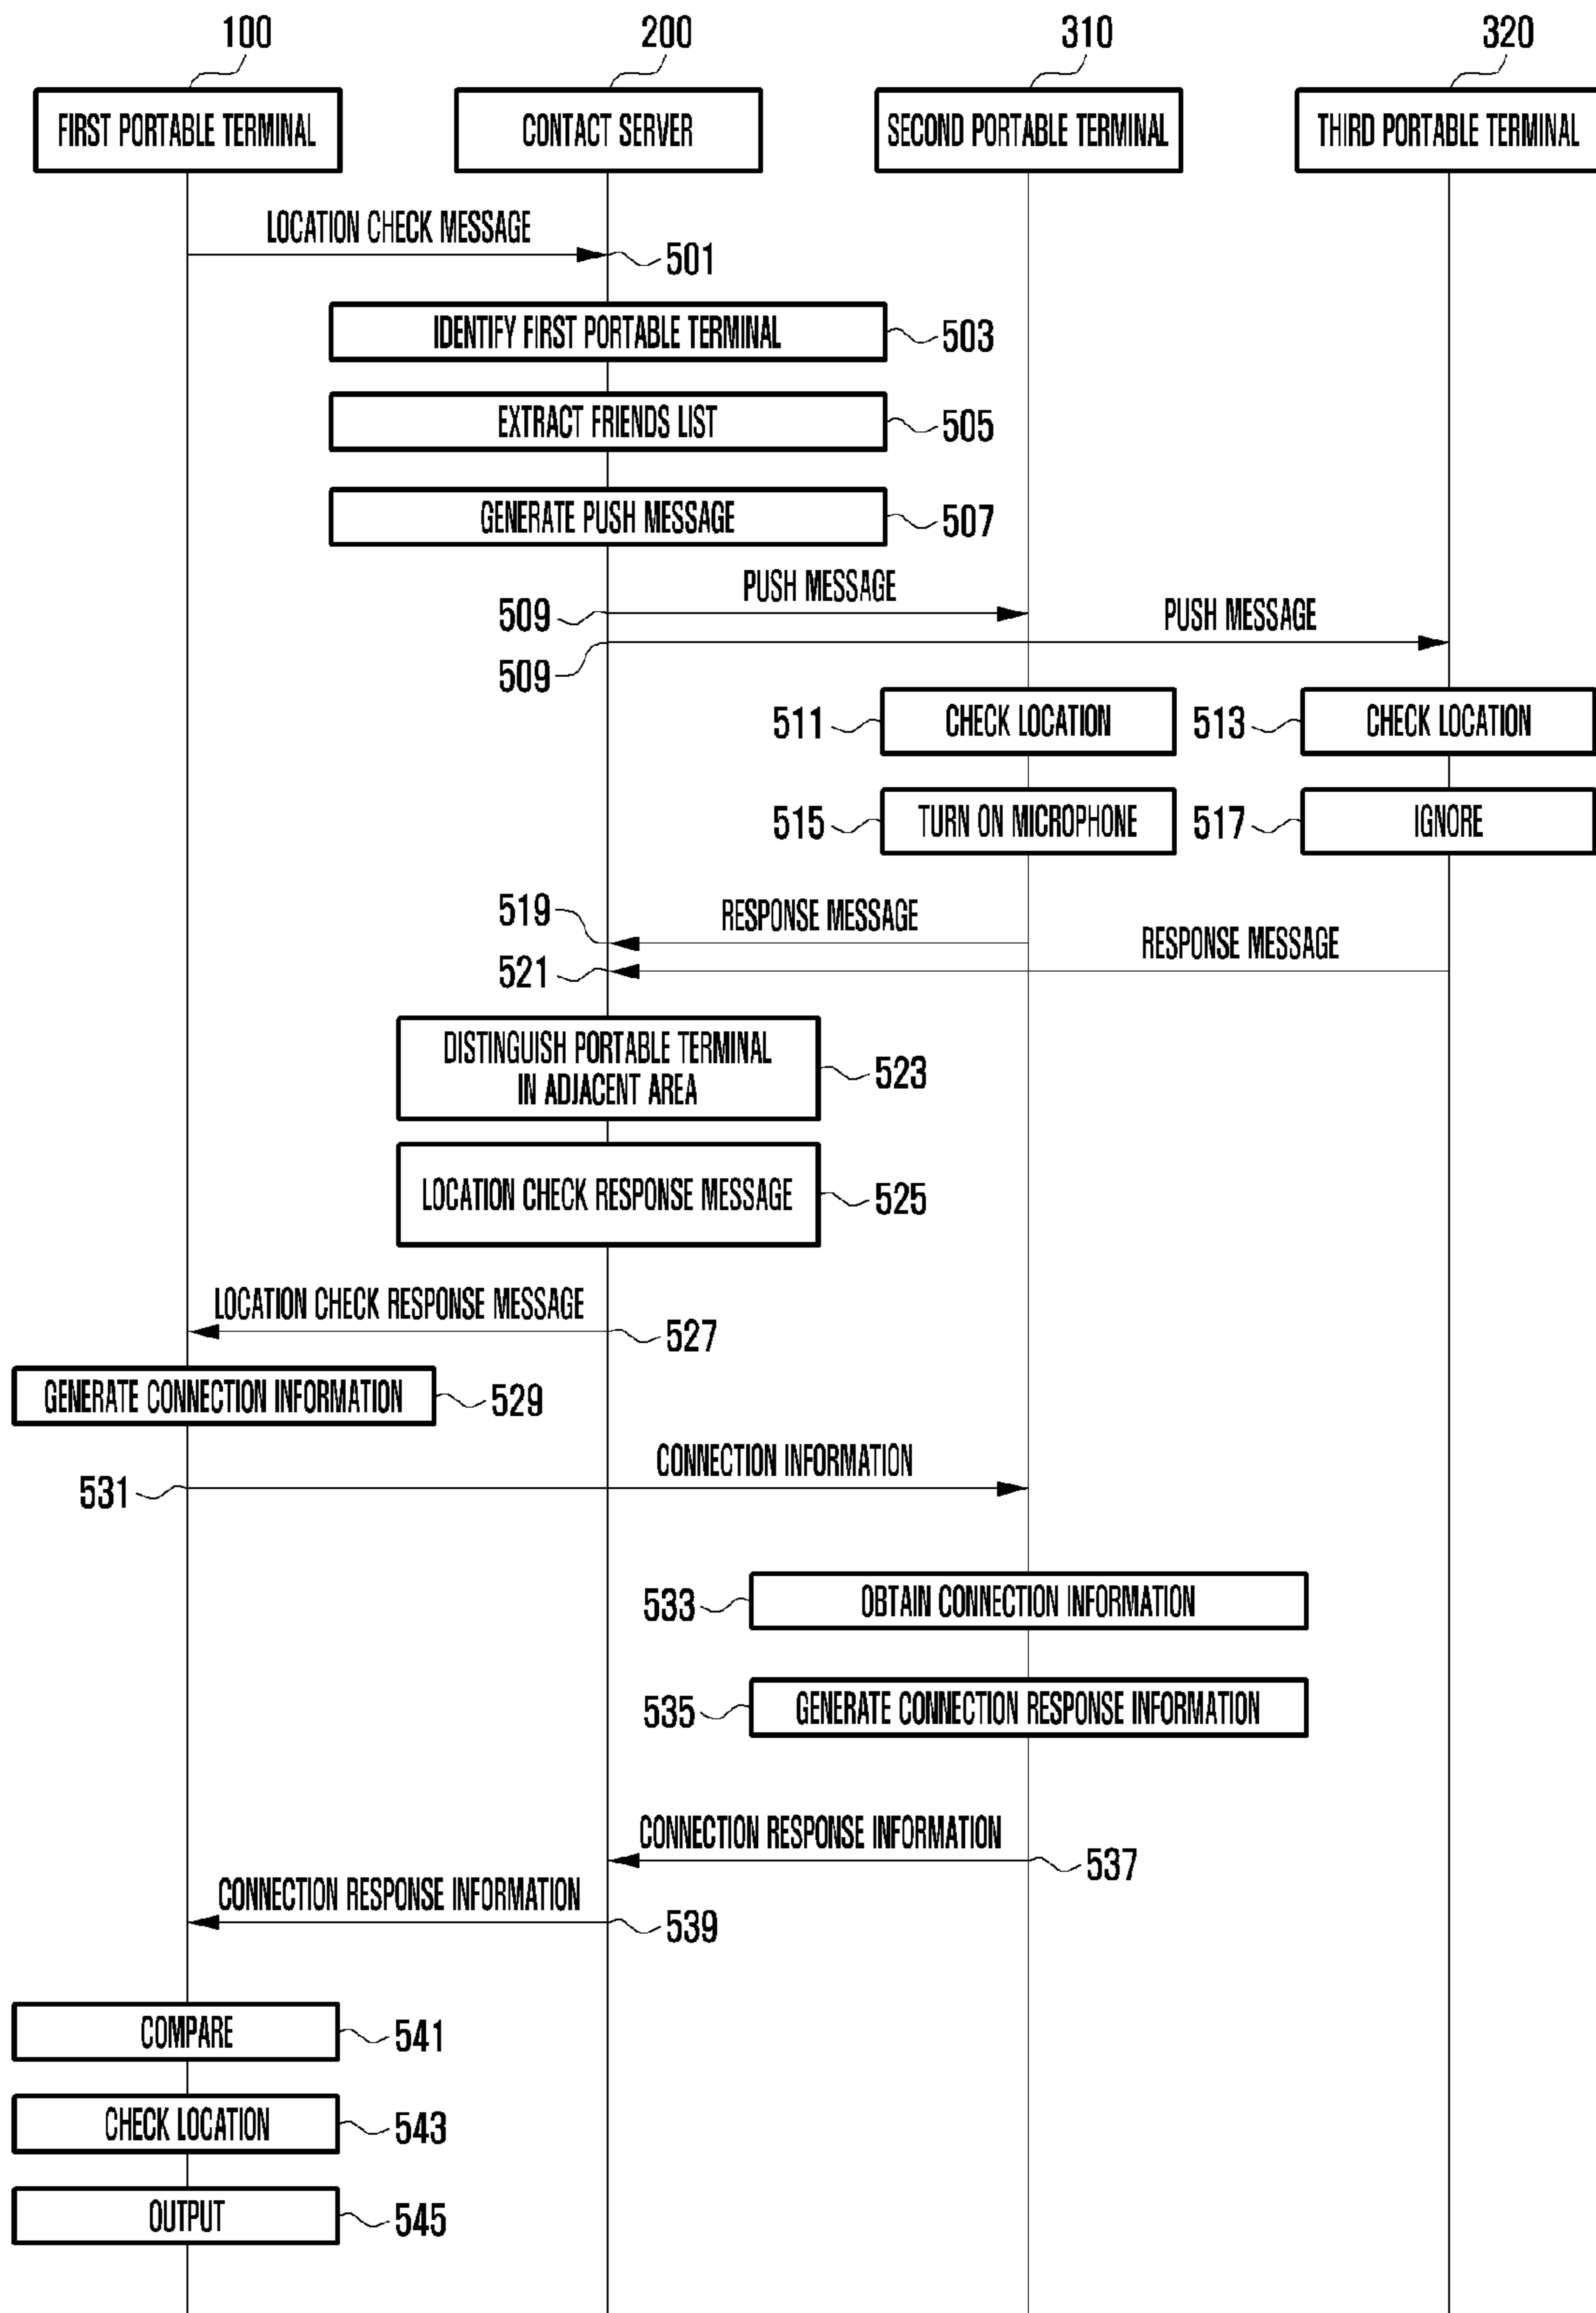 100
200
310
320
FIRST PORTABLE TERMINAL
CONTACT SERVER
SECOND PORTABLE TERMINAL
THIRD PORTABLE TERMINAL
LOCATION CHECK MESSAGE
501
IDENTIFY FIRST PORTABLE TERMINAL
503
EXTRACT FRIENDS LIST
505
GENERATE PUSH MESSAGE
507
PUSH MESSAGE
509
PUSH MESSAGE
509
511
CHECK LOCATION
513
CHECK LOCATION
515
TURN ON MICROPHONE
517
IGNORE
519
RESPONSE MESSAGE
RESPONSE MESSAGE
521
DISTINGUISH PORTABLE TERMINAL
IN ADJACENT AREA
523
LOCATION CHECK RESPONSE MESSAGE
525
LOCATION CHECK RESPONSE MESSAGE
527
GENERATE CONNECTION INFORMATION
529
CONNECTION INFORMATION
531
533
OBTAIN CONNECTION INFORMATION
535
GENERATE CONNECTION RESPONSE INFORMATION
CONNECTION RESPONSE INFORMATION
537
CONNECTION RESPONSE INFORMATION
539
COMPARE
541
CHECK LOCATION
543
OUTPUT
545